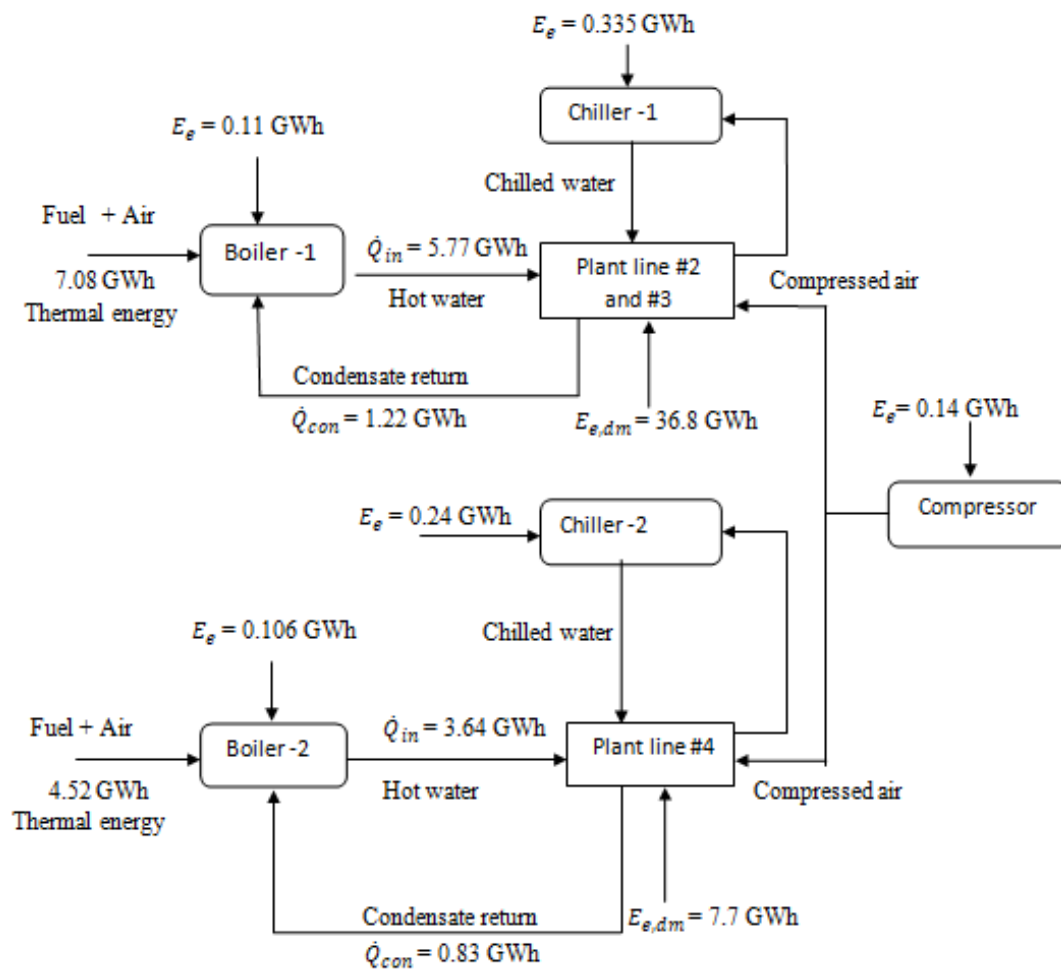 E_e = 0.335 GWh
Chiller -1
E_e = 0.11 GWh
Chilled water
Fuel + Air
Boiler -1
Q̇_in = 5.77 GWh
Plant line #2
and #3
7.08 GWh
Thermal energy
Hot water
Compressed air
Condensate return
Q̇_con = 1.22 GWh
E_e,dm = 36.8 GWh
E_e= 0.14 GWh
Compressor
E_e = 0.24 GWh
Chiller -2
Chilled water
E_e = 0.106 GWh
Fuel + Air
Boiler -2
Q̇_in = 3.64 GWh
Plant line #4
4.52 GWh
Thermal energy
Hot water
Compressed air
Condensate return
Q̇_con = 0.83 GWh
E_e,dm = 7.7 GWh